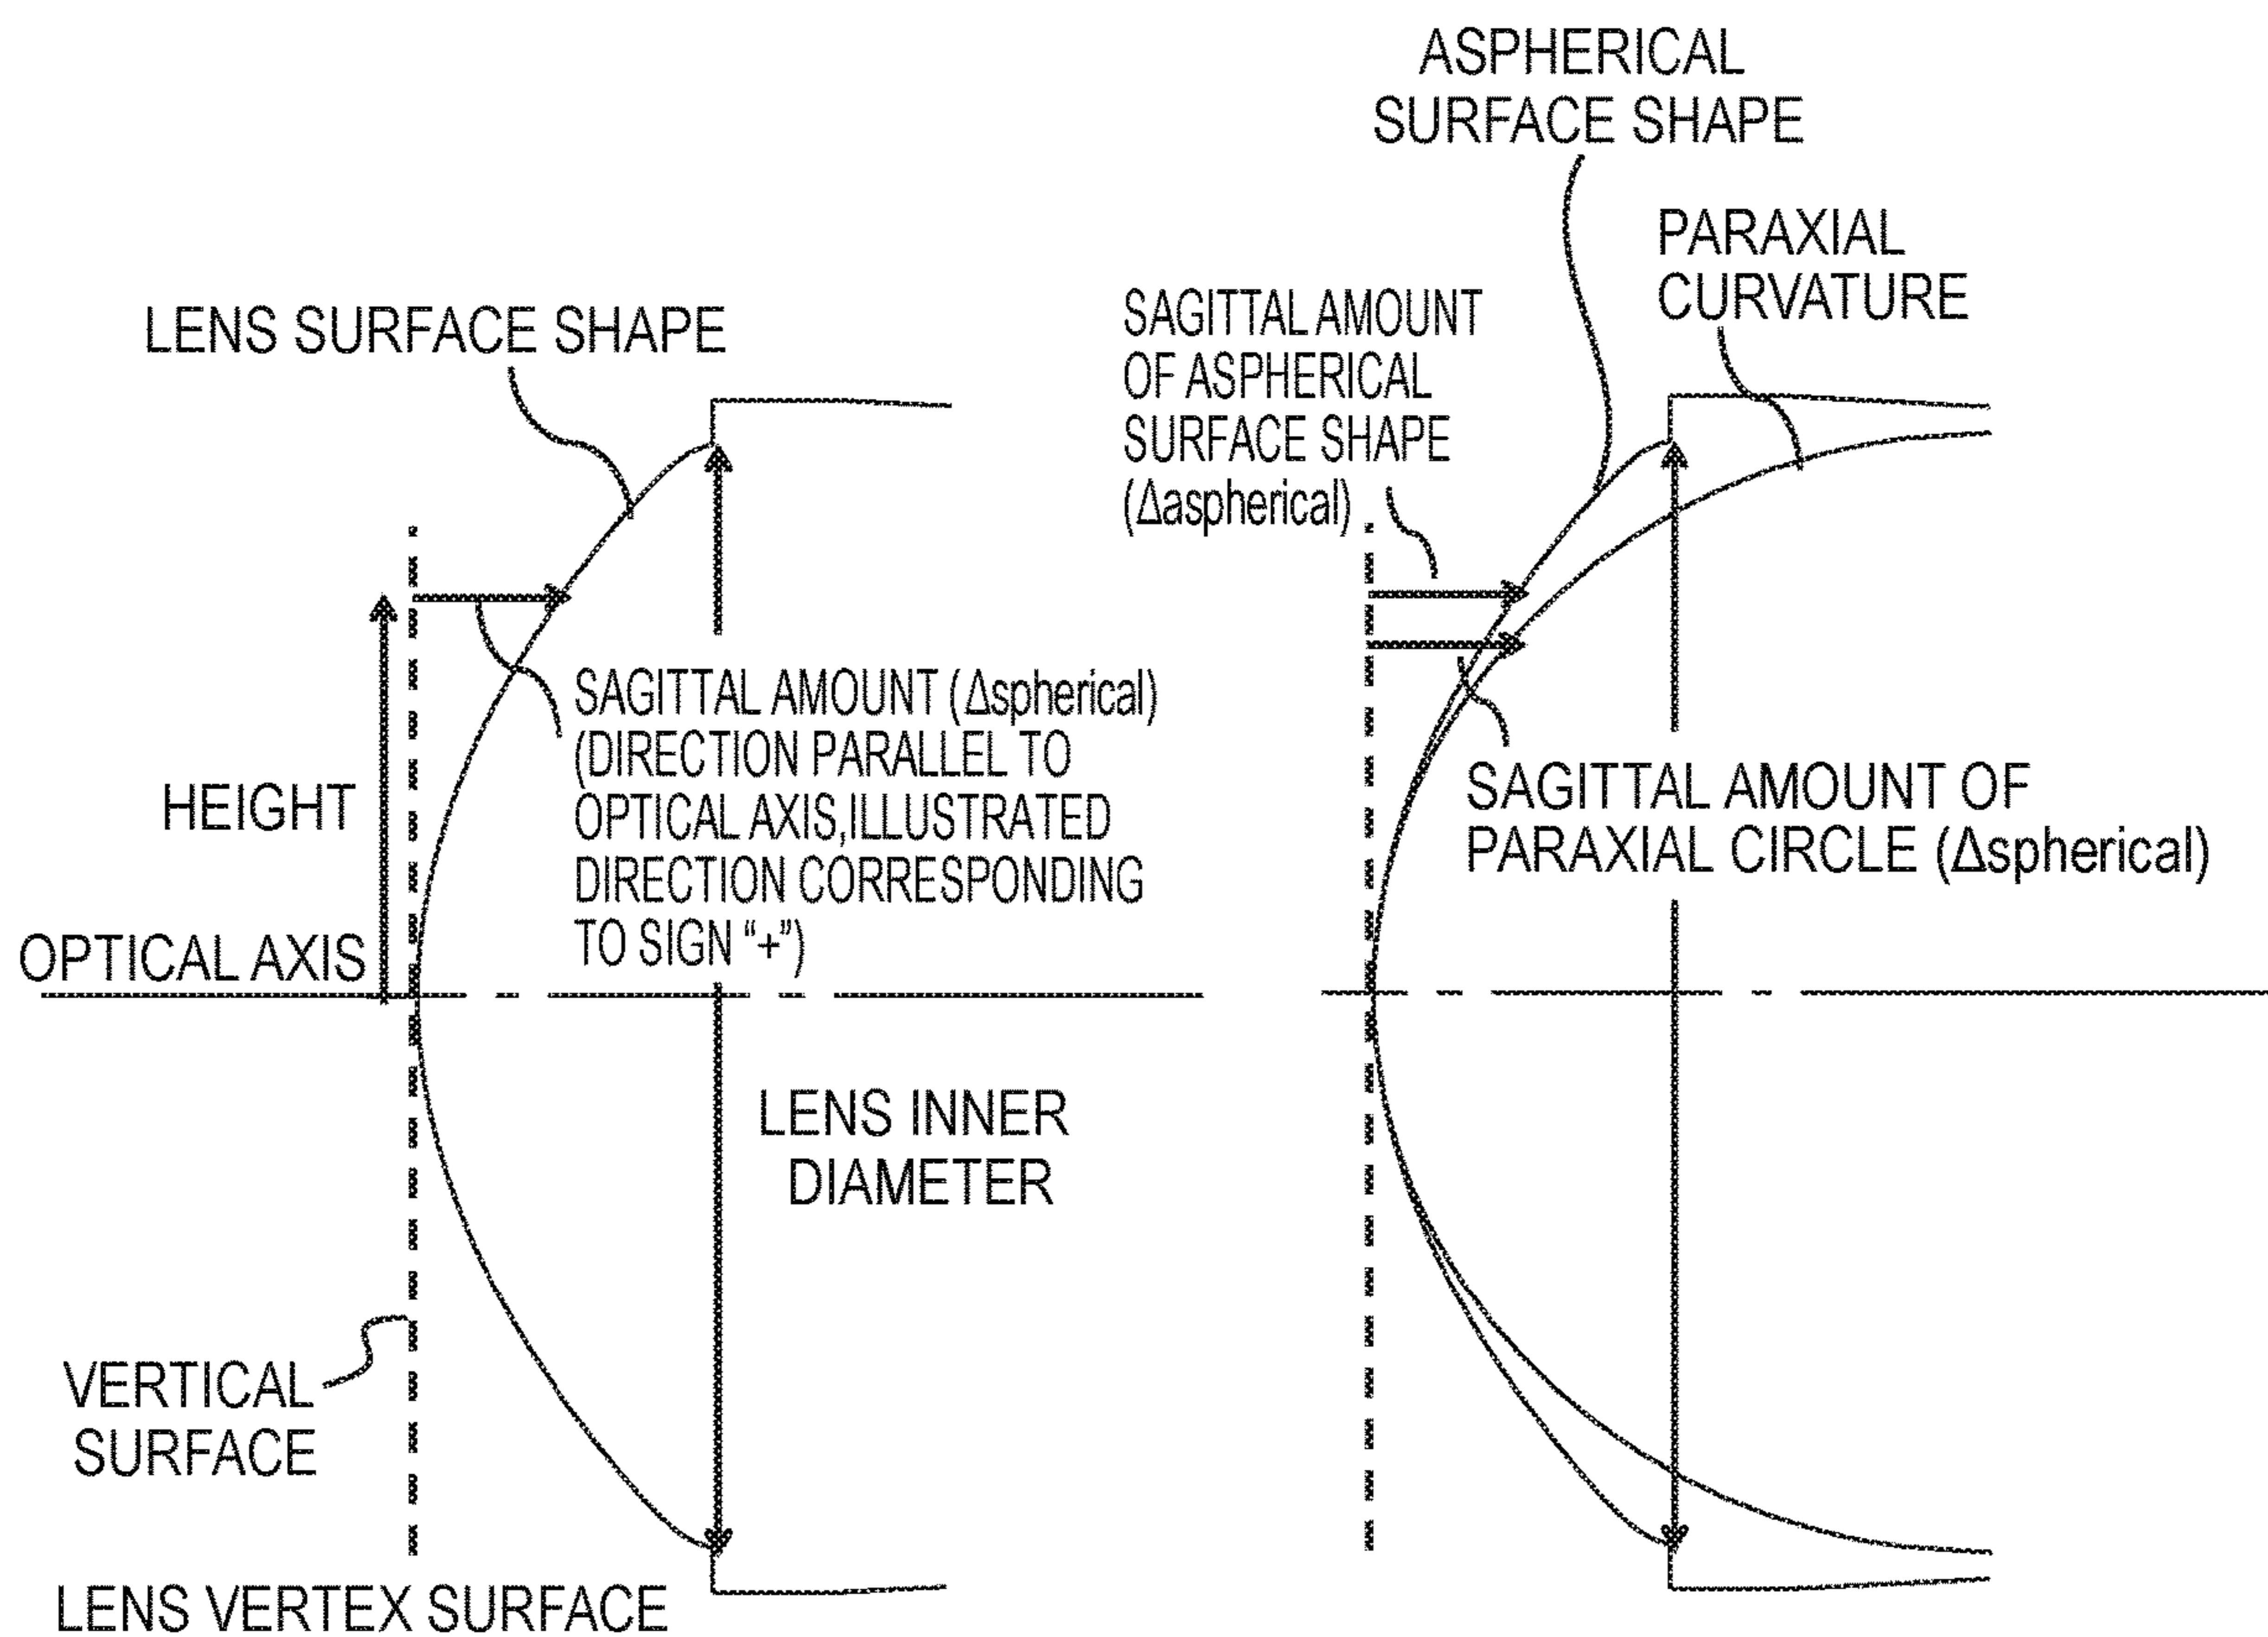 LENS SURFACE SHAPE
HEIGHT
OPTICAL AXIS
SAGITTAL AMOUNT (Δspherical)
(DIRECTION PARALLEL TO
OPTICAL AXIS,ILLUSTRATED
DIRECTION CORRESPONDING
TO SIGN “+”)
LENS INNER
DIAMETER
VERTICAL
SURFACE
LENS VERTEX SURFACE
ASPHERICAL
SURFACE SHAPE
PARAXIAL
CURVATURE
SAGITTAL AMOUNT
OF ASPHERICAL
SURFACE SHAPE
(Δaspherical)
SAGITTAL AMOUNT OF
PARAXIAL CIRCLE (Δspherical)